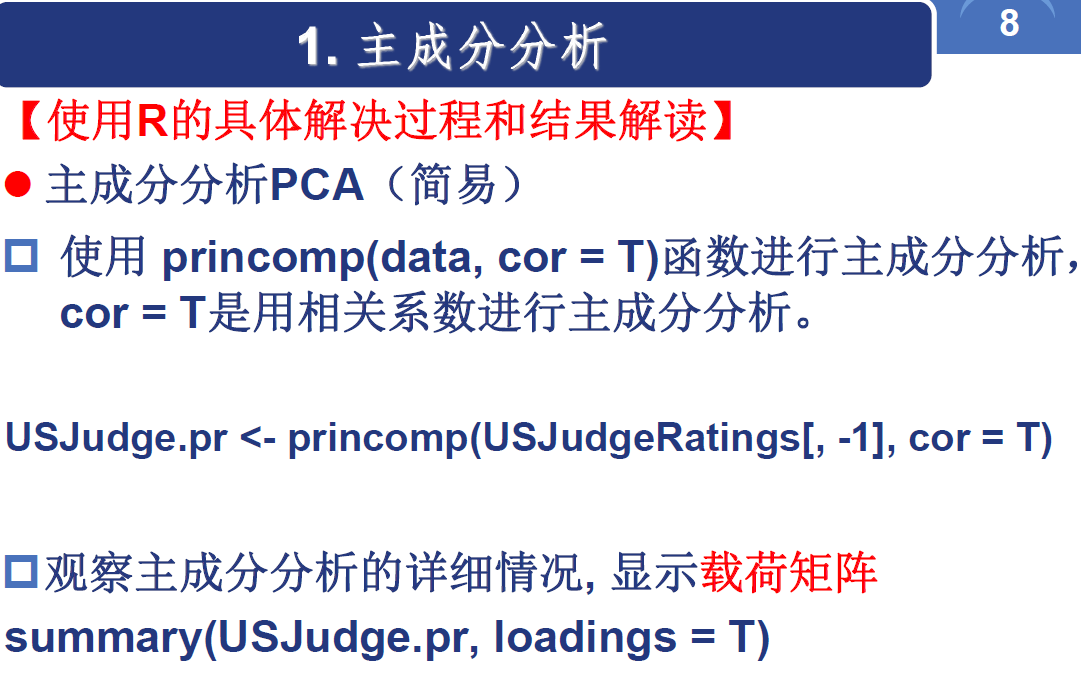 1. 主成分分析
8
【使用R的具体解决过程和结果解读】
主成分分析PCA（简易）
使用 princomp(data, cor = T)函数进行主成分分析，
cor = T是用相关系数进行主成分分析。
USJudge.pr <- princomp(USJudgeRatings[, -1], cor = T)
观察主成分分析的详细情况, 显示载荷矩阵
summary(USJudge.pr, loadings = T)